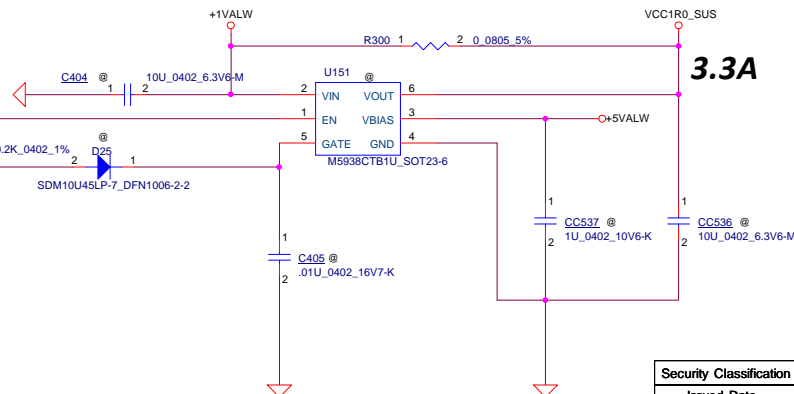 +1VALW
VCC1R0_SUS
R300 1 2 0_0805_5%
3.3A
C404 @ 10U_0402_6.3V6-M
1 2
U151 @
2 VIN VOUT 6
1 EN VBIAS 3
+5VALW
5 GATE GND 4
M5938CTB1U_SOT23-6
.2K_0402_1%
@
D25
2 1
SDM10U45LP-7_DFN1006-2-2
1
CC537 @
1U_0402_10V6-K
2
1
CC536 @
10U_0402_6.3V6-M
2
1
C405 @
.01U_0402_16V7-K
2
Security Classification